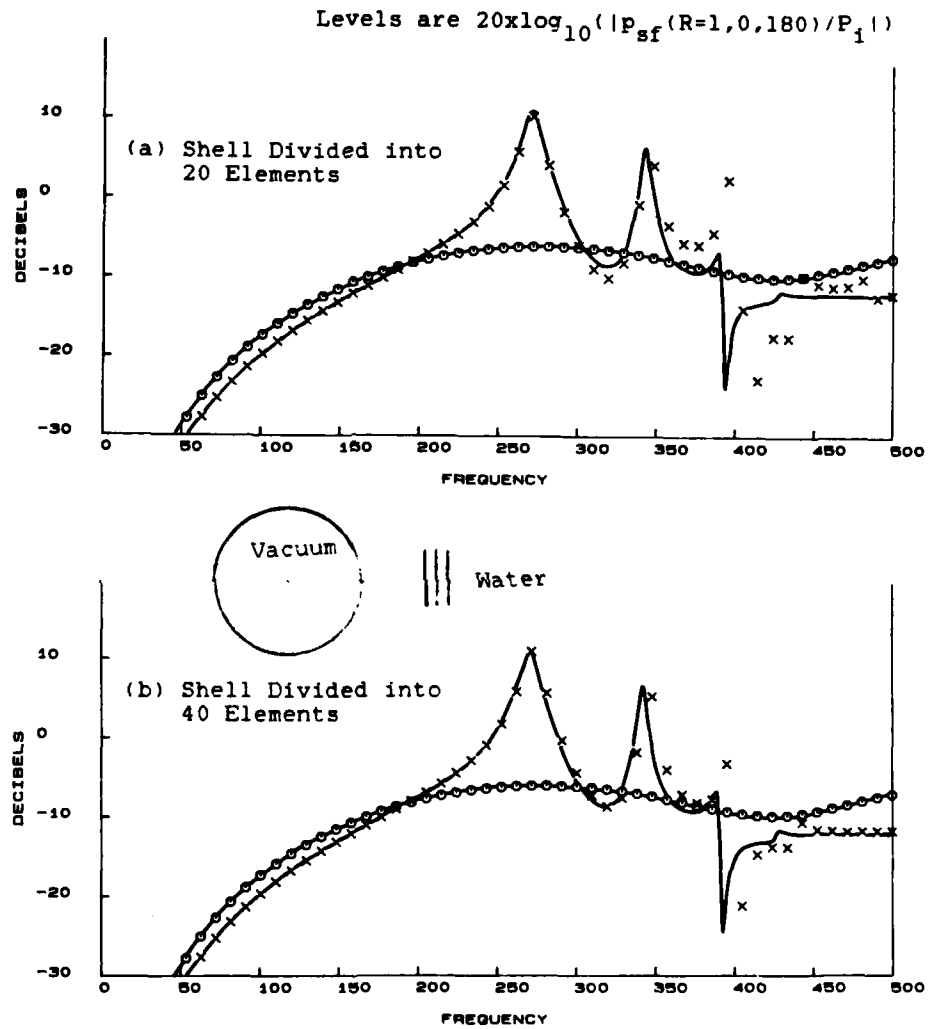 Levels are 20xlog10(|psf(R=1,0,180)/Pi|)
10
0
-10
-20
-30
DECIBELS
(a) Shell Divided into
20 Elements
0 50 100 150 200 250 300 350 400 450 500
FREQUENCY
Vacuum
Water
10
0
-10
-20
-30
DECIBELS
(b) Shell Divided into
40 Elements
0 50 100 150 200 250 300 350 400 450 500
FREQUENCY